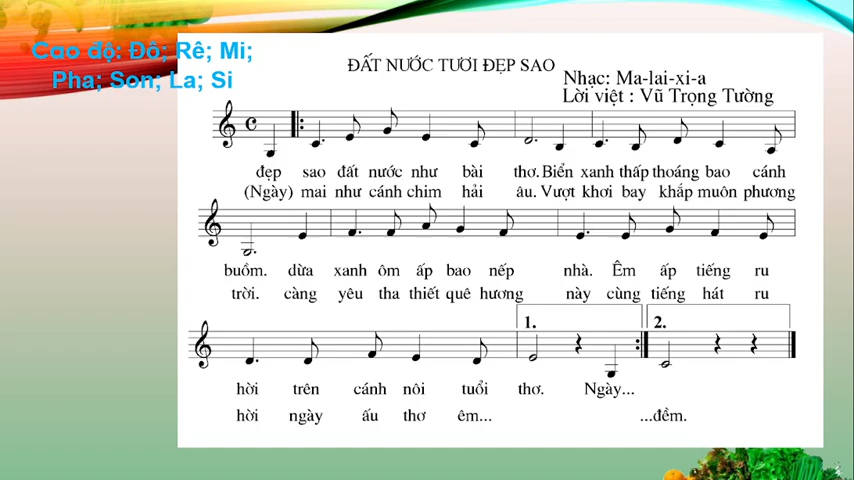 Cao độ: Đô; Rê; Mi;
Pha; Son; La; Si
ĐẤT NƯỚC TƯƠI ĐẸP SAO
Nhạc: Ma-lai-xi-a
Lời việt : Vũ Trọng Tường
đẹp sao đất nước như bài thơ. Biển xanh thấp thoáng bao cánh
(Ngày) mai như cánh chim hải âu. Vượt khơi bay khắp muôn phương
buồm. dừa xanh ôm ấp bao nếp nhà. Êm ấp tiếng ru
trời. càng yêu tha thiết quê hương này cùng tiếng hát ru
1. 2.
hời trên cánh nôi tuổi thơ. Ngày...
hời ngày ấu thơ êm... ...đềm.